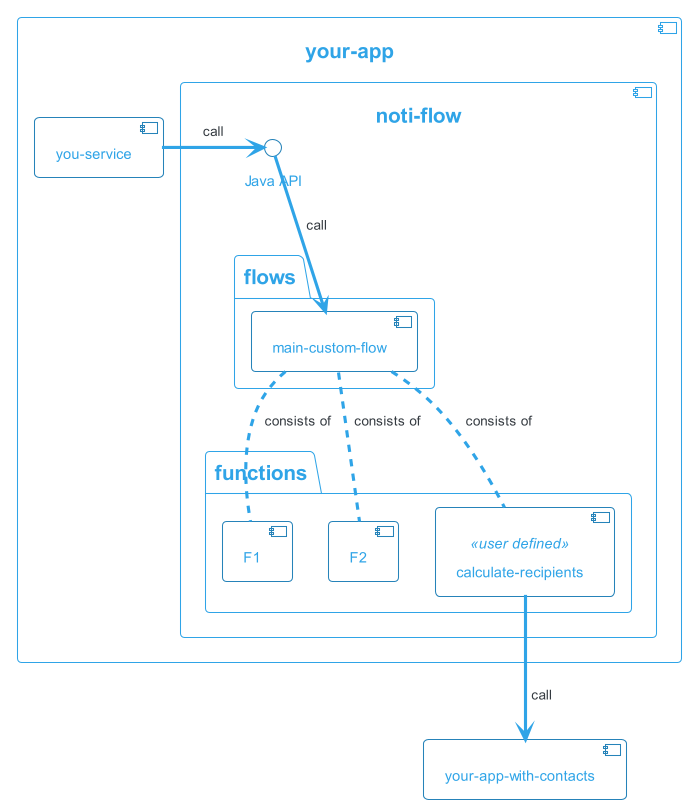 your-app
noti-flow
you-service
call
Java API
call
flows
main-custom-flow
consists of
consists of
consists of
functions
F1
F2
«user defined»
calculate-recipients
call
your-app-with-contacts